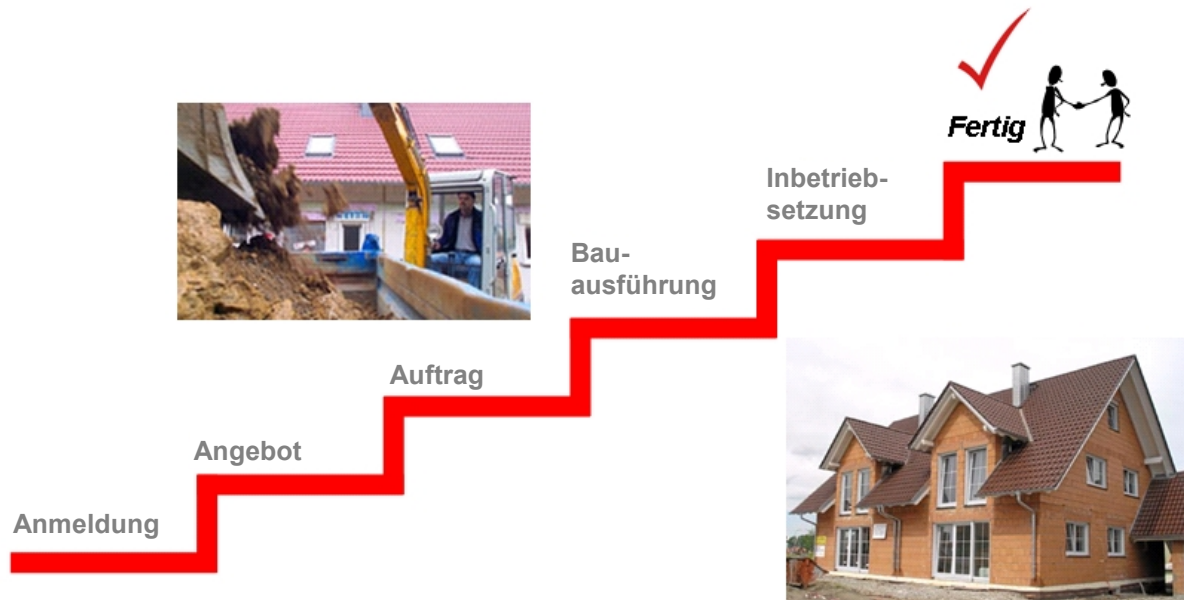 Anmeldung
Angebot
Auftrag
Bau-
ausführung
Inbetrieb-
setzung
Fertig